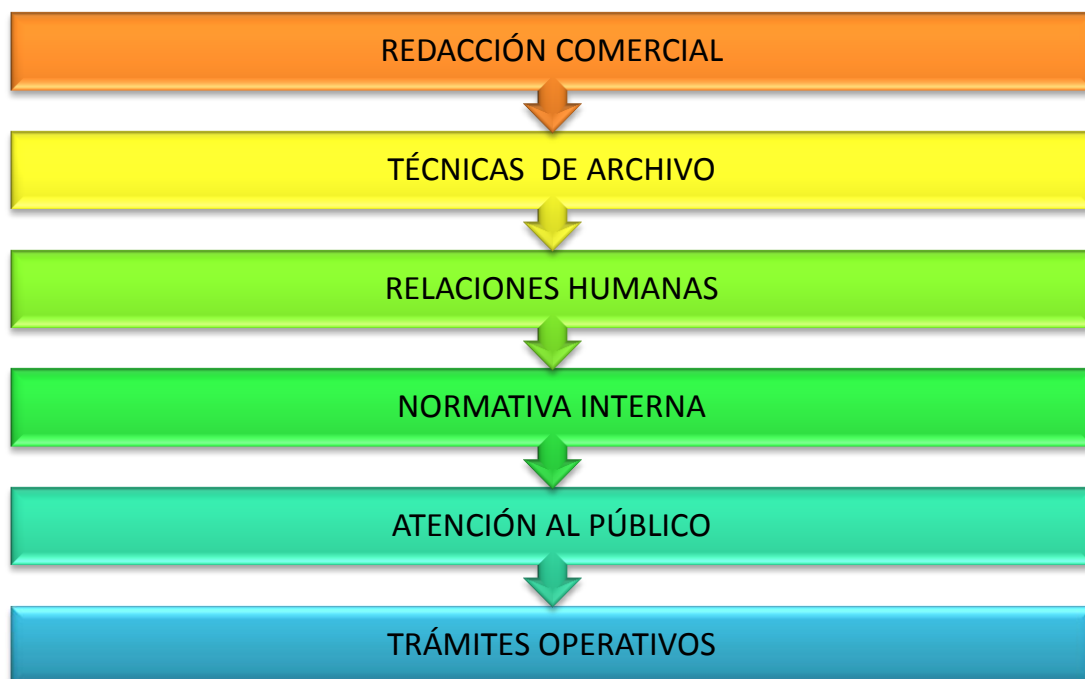 REDACCIÓN COMERCIAL
TÉCNICAS DE ARCHIVO
RELACIONES HUMANAS
NORMATIVA INTERNA
ATENCIÓN AL PÚBLICO
TRÁMITES OPERATIVOS